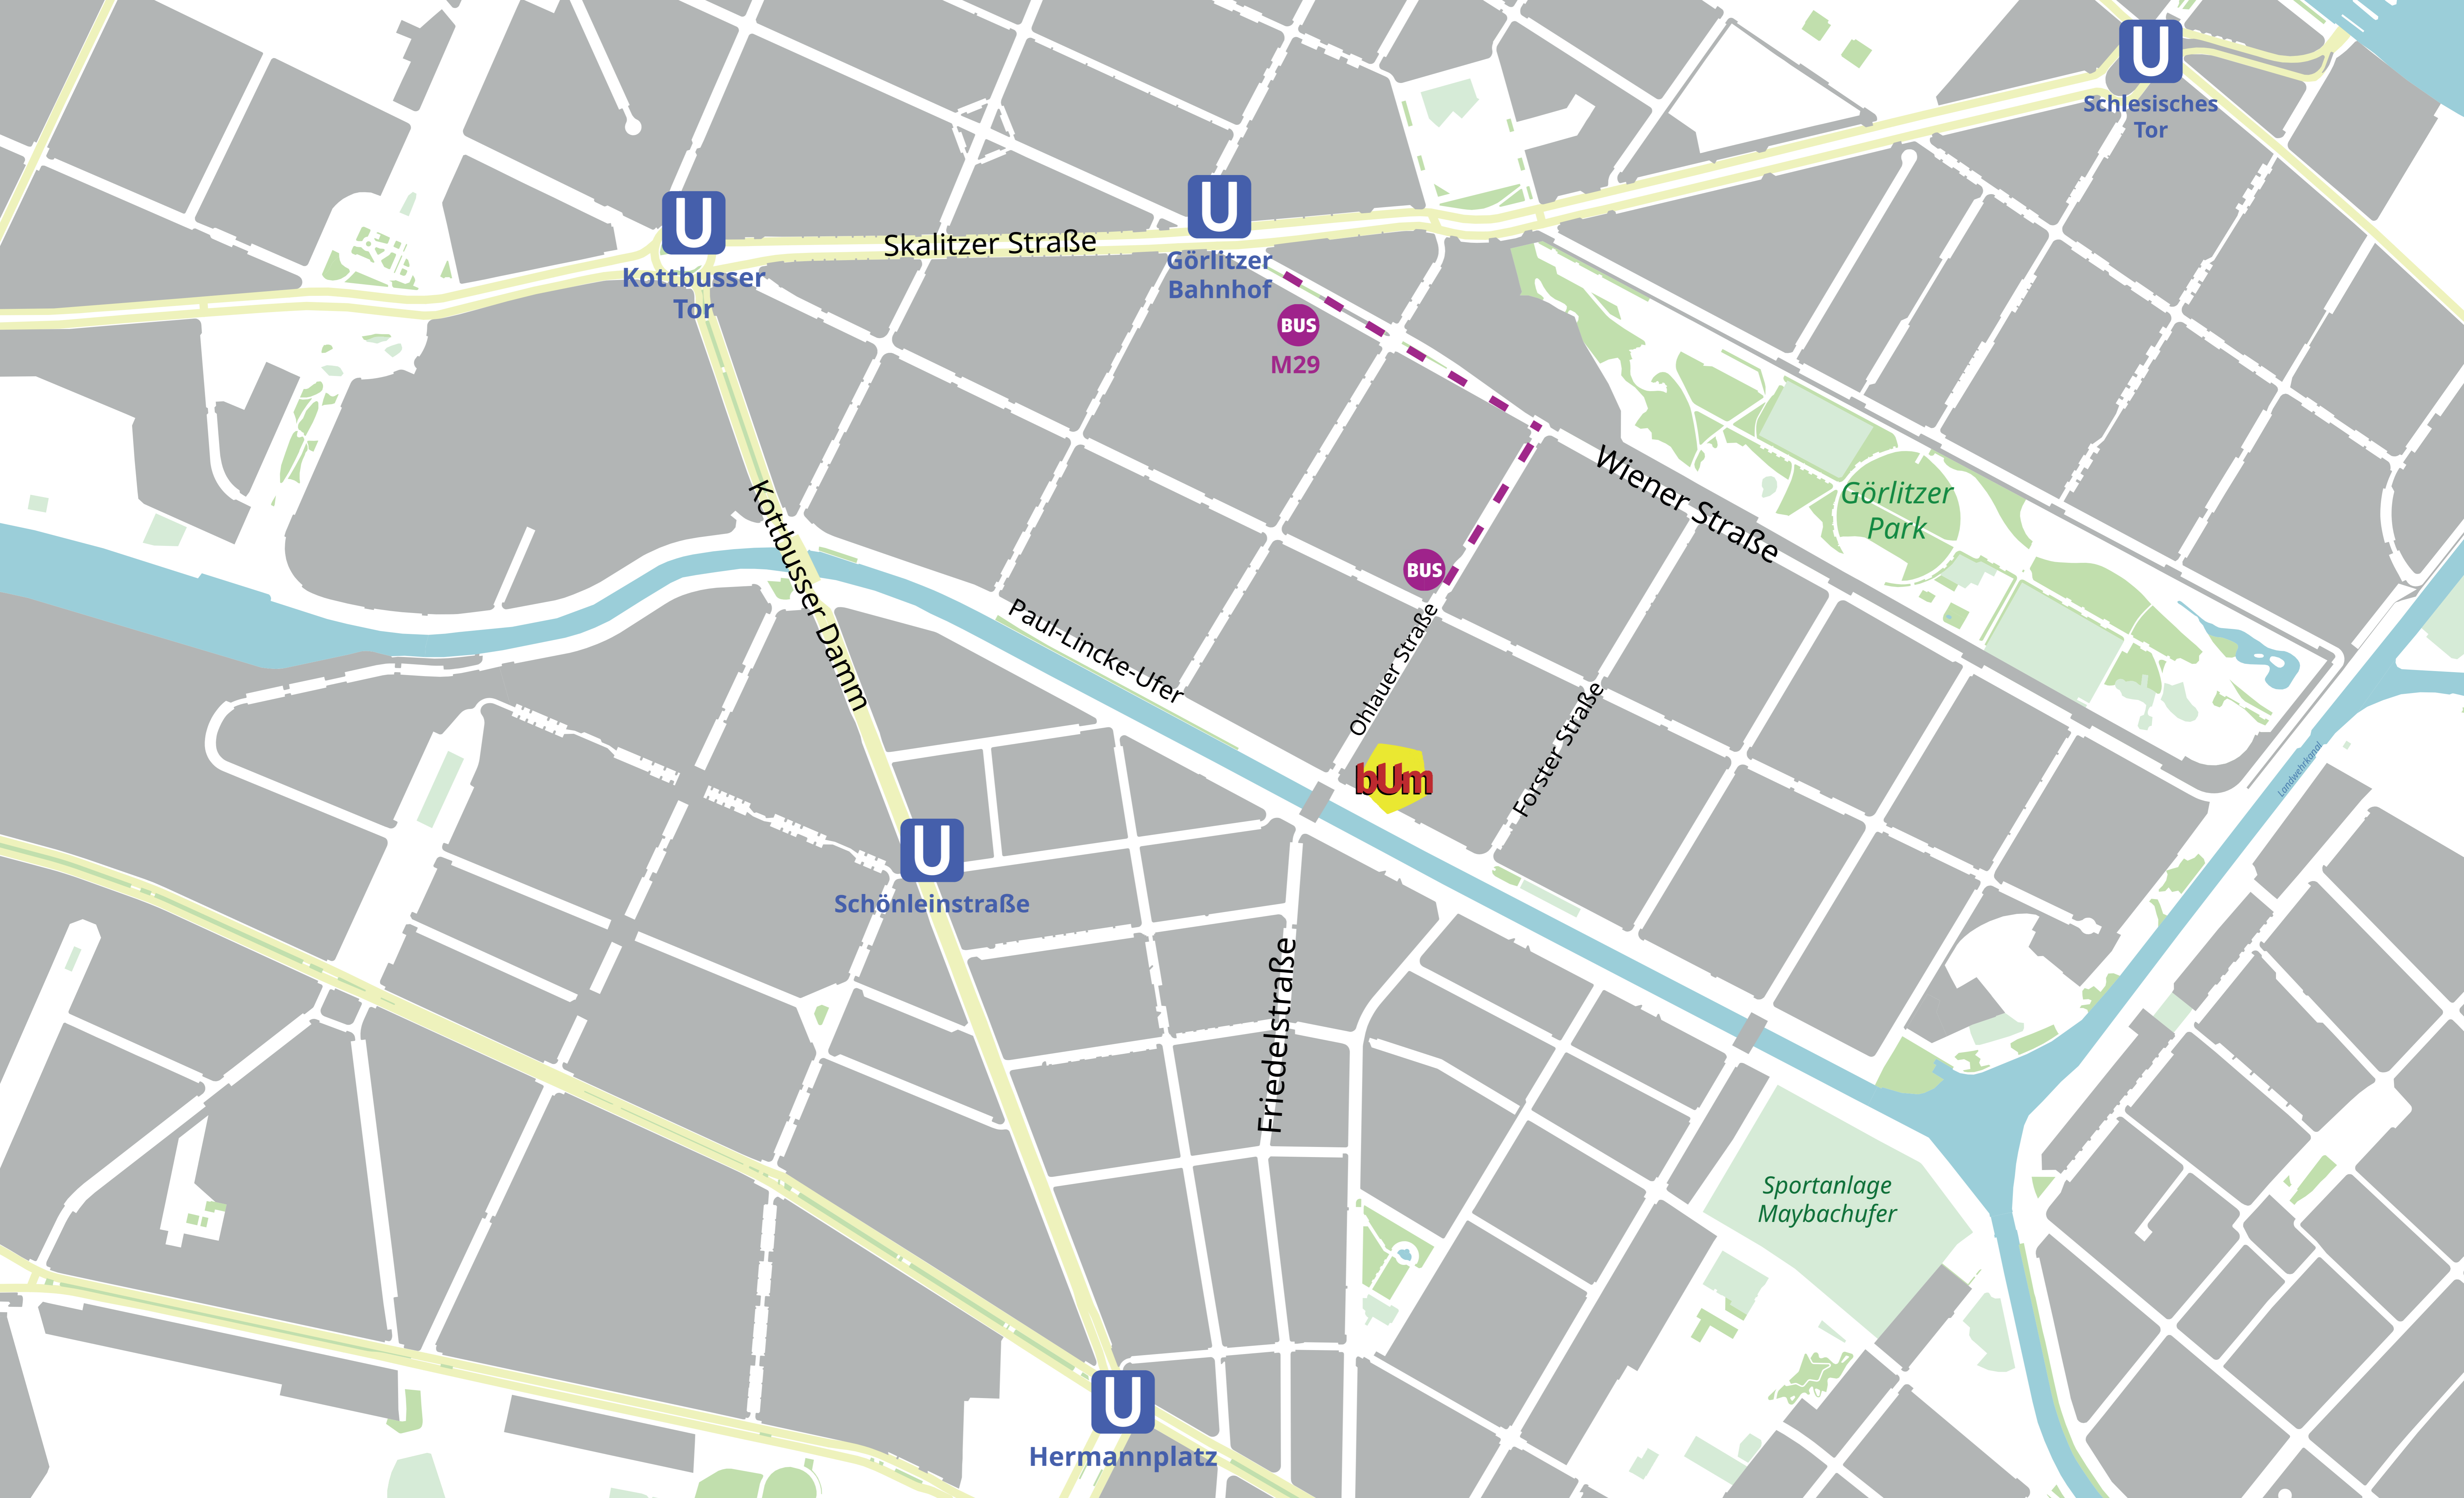 U
Schlesisches
Tor
U
Kottbusser
Tor
Skalitzer Straße
U
Görlitzer
Bahnhof
BUS
M29
Wiener Straße
Görlitzer
Park
Kottbusser Damm
Paul-Lincke-Ufer
BUS
Ohlauer Straße
Forster Straße
bUm
Landwehrkanal
U
Schönleinstraße
Friedelstraße
Sportanlage
Maybachufer
U
Hermannplatz